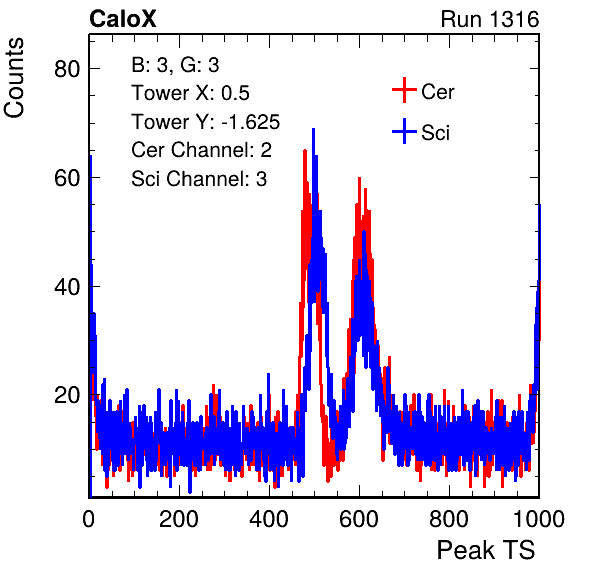 CaloX Run 1316
Counts
80
60
40
20
B: 3, G: 3
Tower X: 0.5
Tower Y: -1.625
Cer Channel: 2
Sci Channel: 3
Cer
Sci
0 200 400 600 800 1000
Peak TS